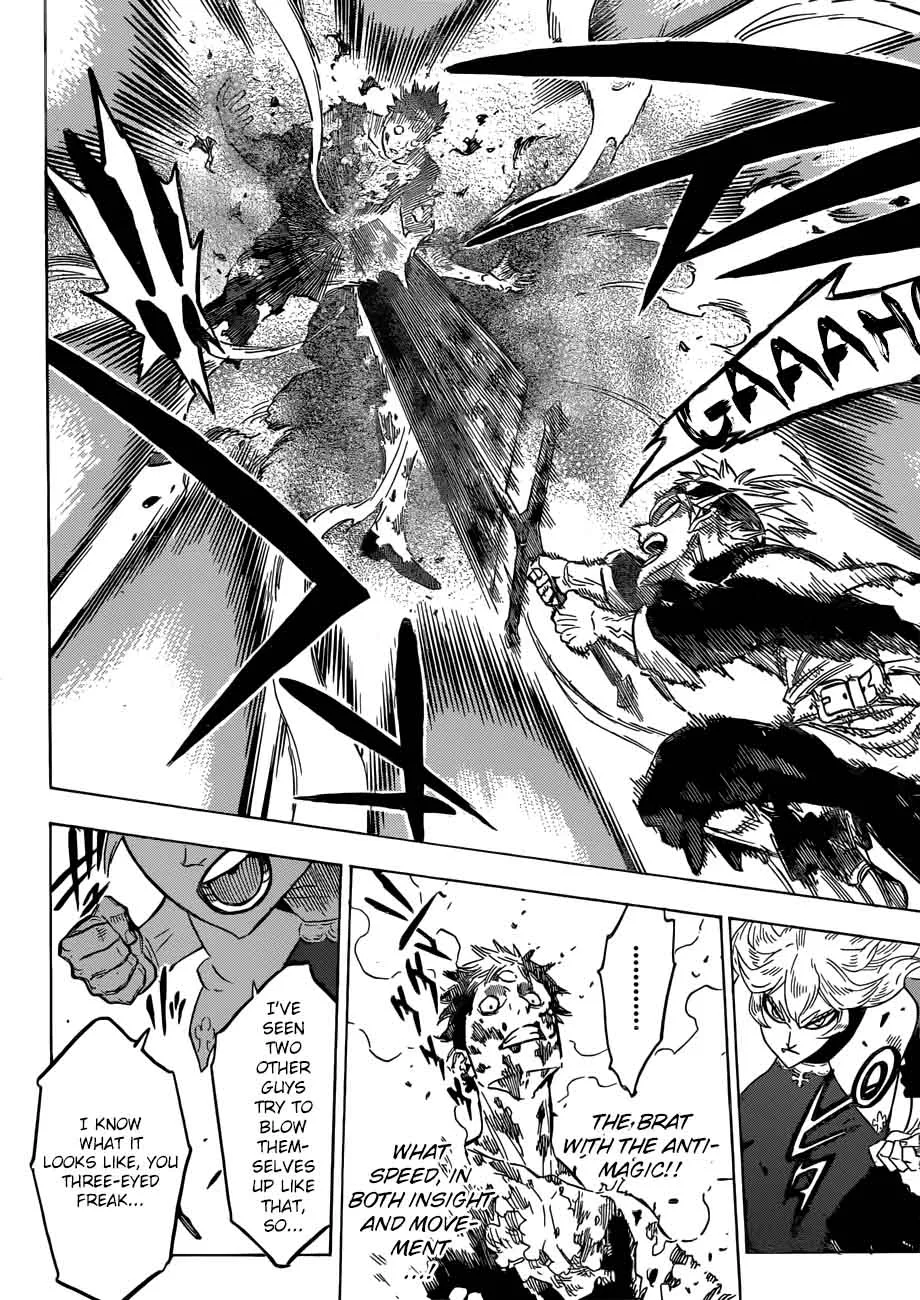 GAAAH
THE BRAT
WITH THE ANTI-
MAGIC!!
.........
WHAT
SPEED, IN
BOTH INSIGHT
AND MOVE-
MENT
....!
I'VE
SEEN
TWO
OTHER
GUYS
TRY TO
BLOW
THEM-
SELVES
UP LIKE
THAT,
SO...
I KNOW
WHAT IT
LOOKS LIKE, YOU
THREE-EYED
FREAK...